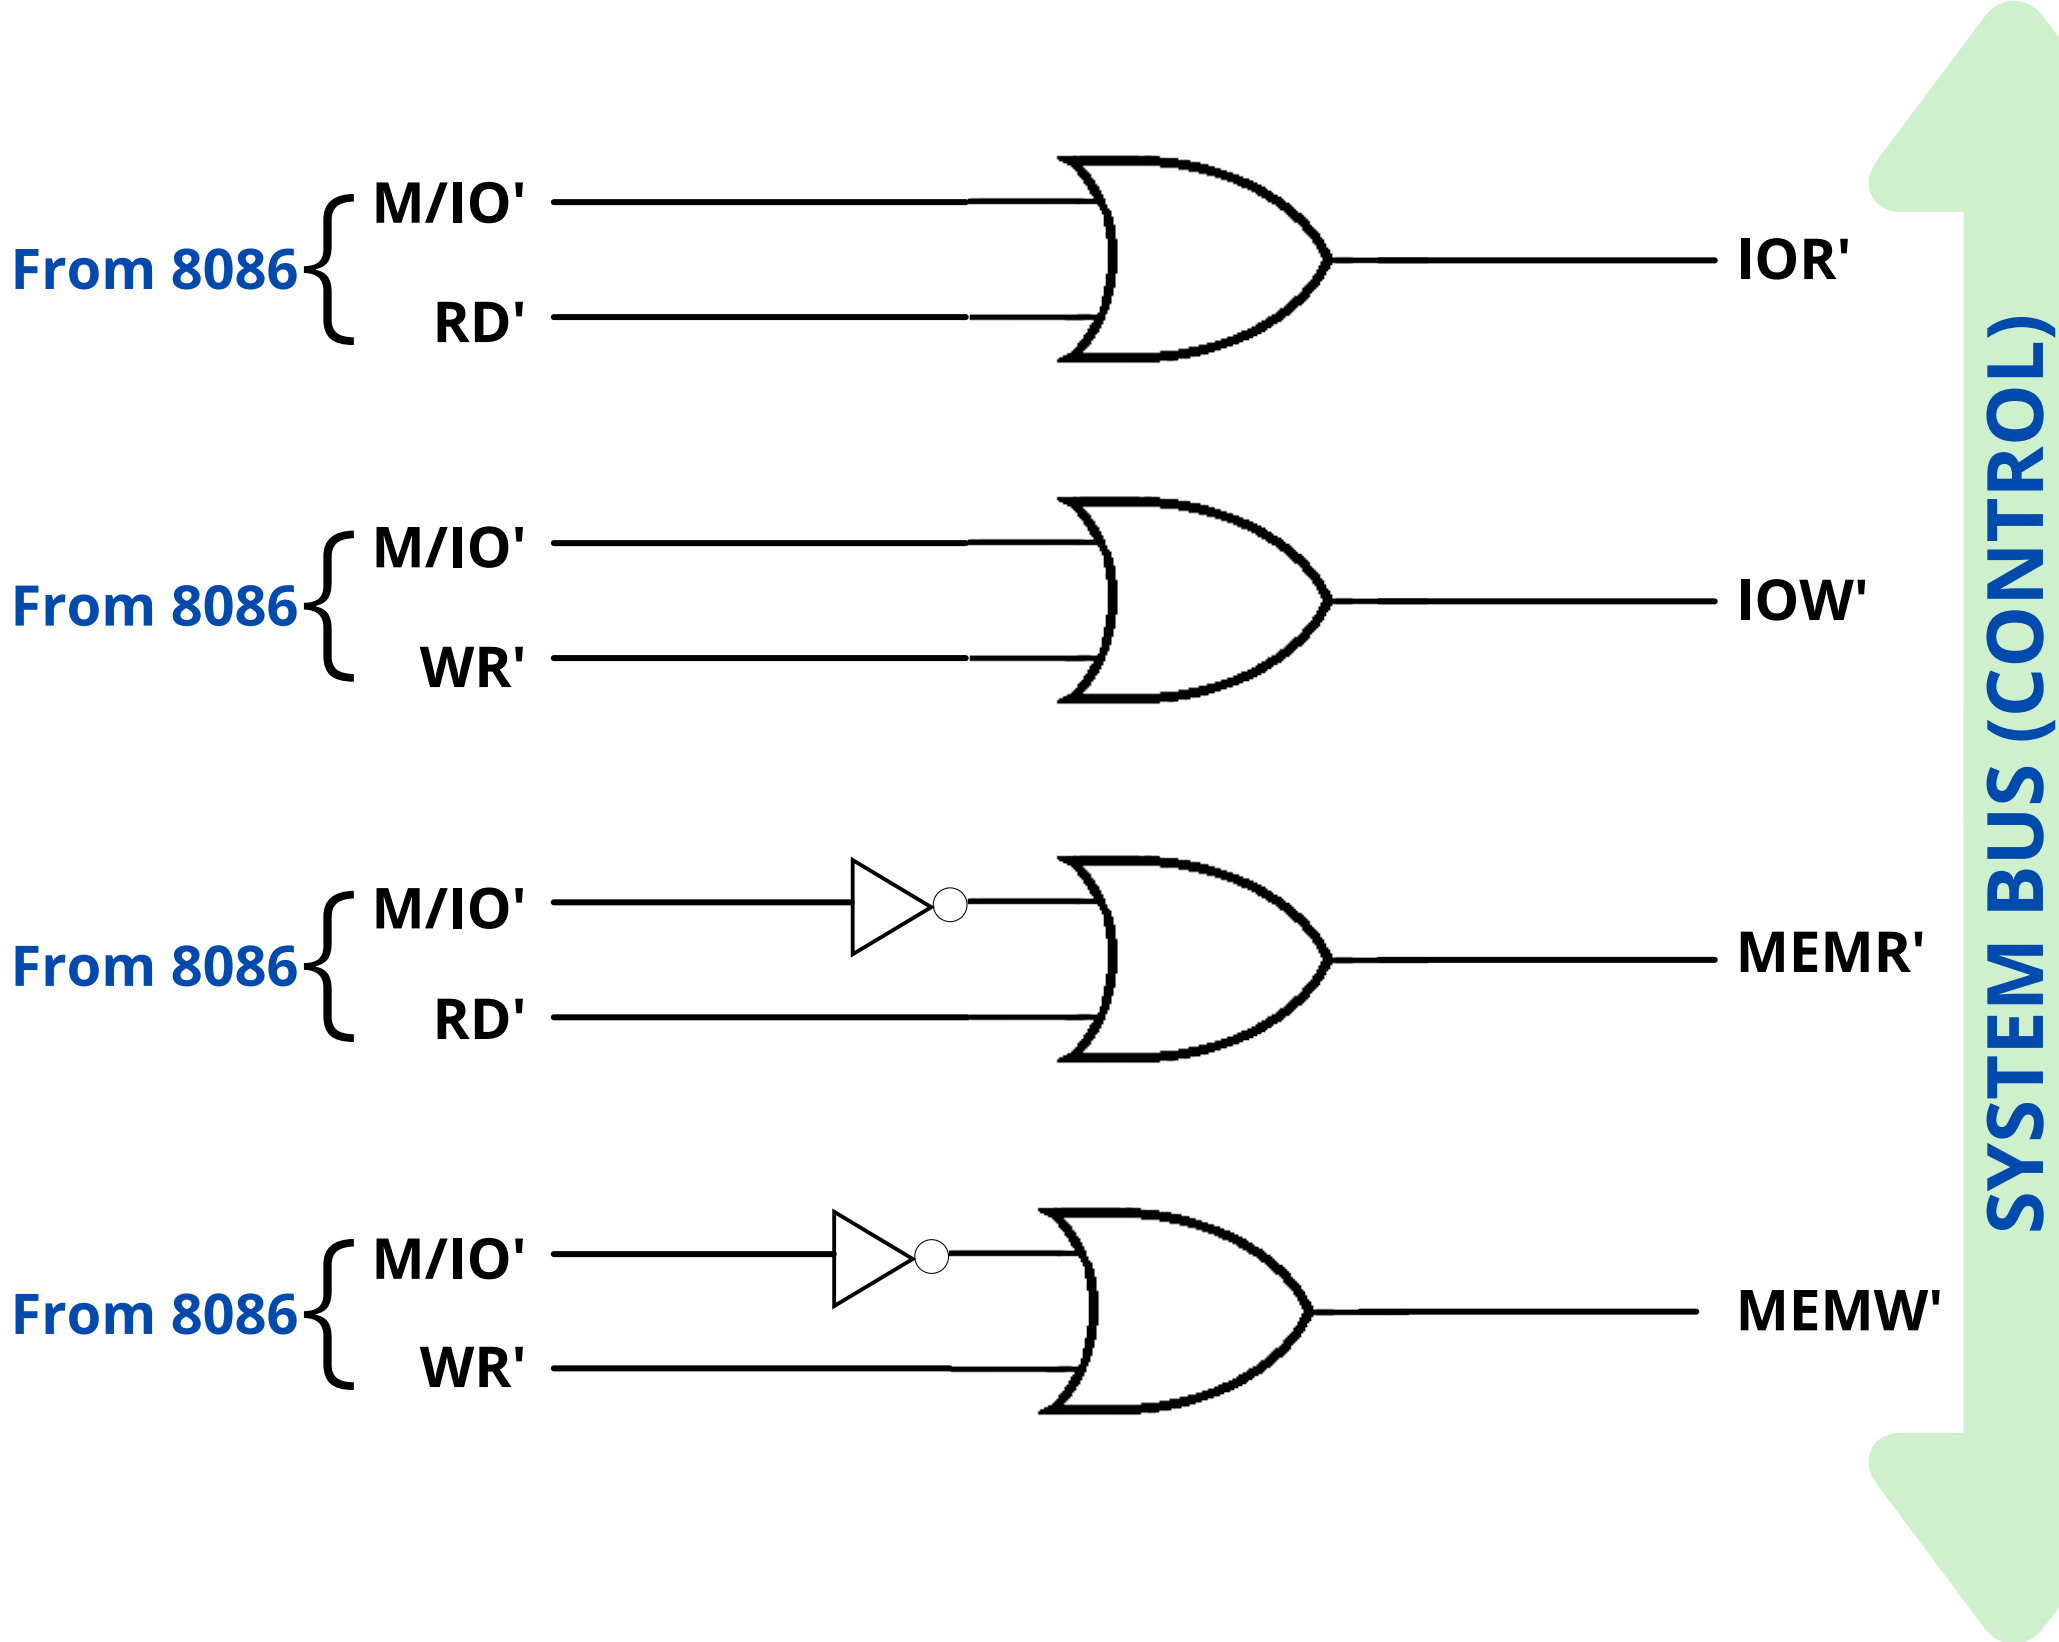 M/IO'
From 8086
RD'
IOR'
M/IO'
From 8086
WR'
IOW'
M/IO'
From 8086
RD'
MEMR'
M/IO'
From 8086
WR'
MEMW'
SYSTEM BUS (CONTROL)